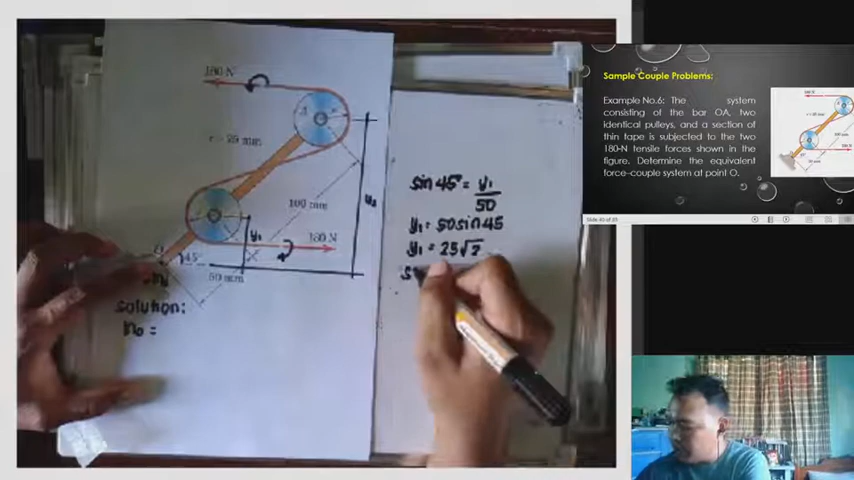 180 N
A
r
r = 25 mm
100 mm
y₂
y₁
180 N
O
45°
50 mm
solution:
m₀ =
sin 45° = y₁
50
y₁ = 50 sin 45
y₁ = 25√2
Sample Couple Problems:
Example No.6: The system
consisting of the bar OA, two
identical pulleys, and a section of
thin tape is subjected to the two
180-N tensile forces shown in the
figure. Determine the equivalent
force-couple system at point O.